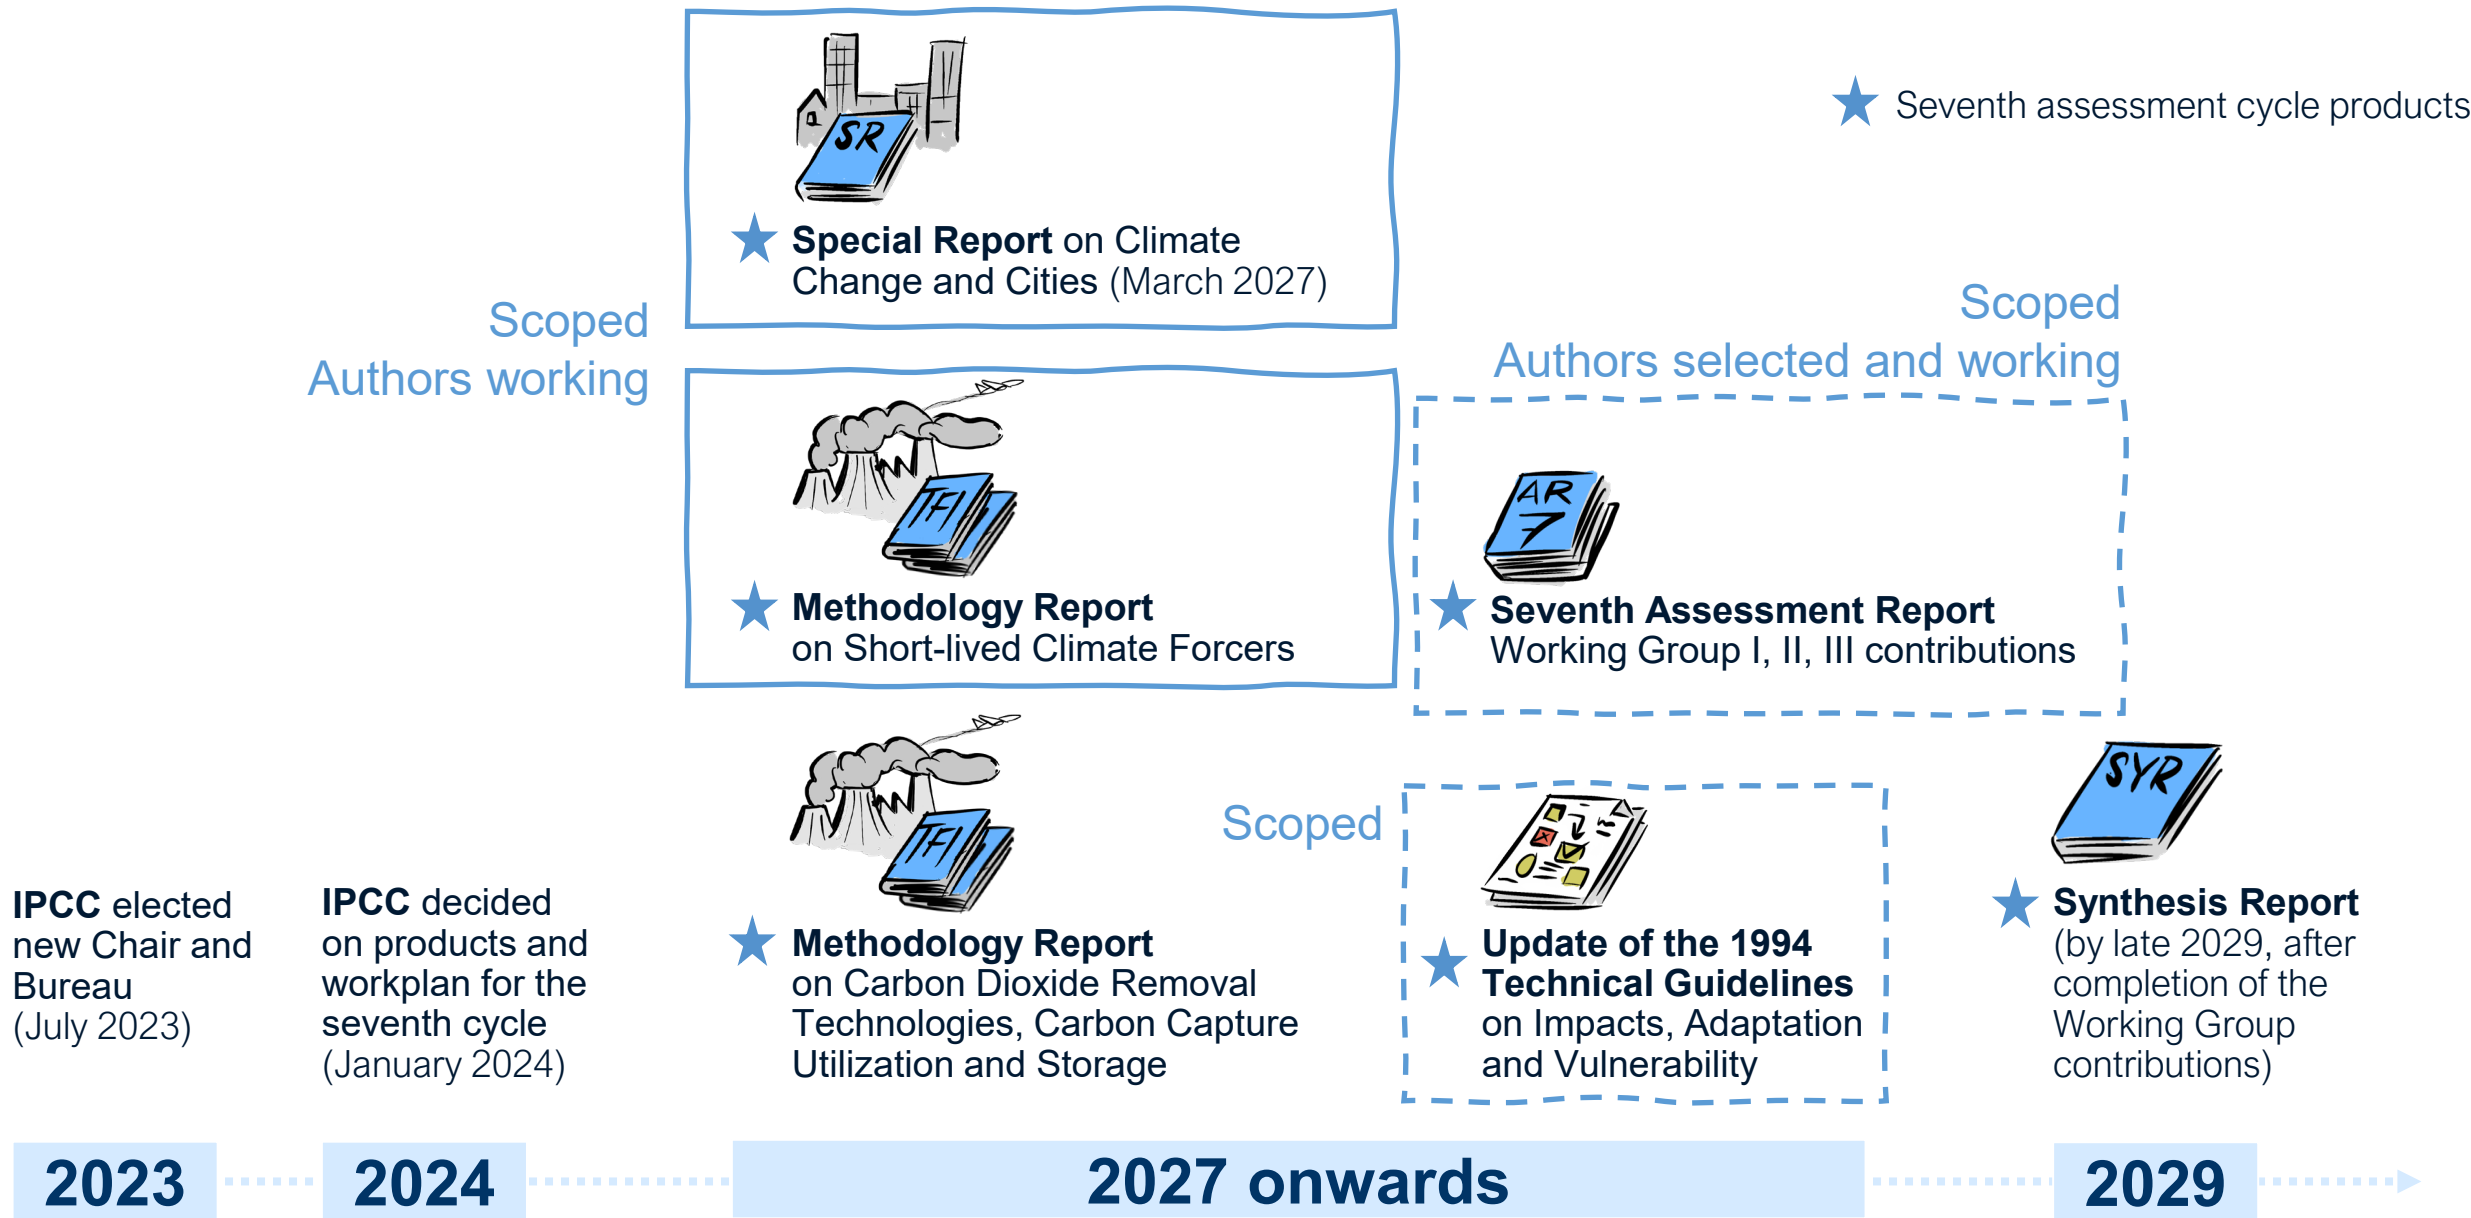 SR
Special Report on Climate
Change and Cities (March 2027)
Seventh assessment cycle products
Scoped
Authors working
TFI
Methodology Report
on Short-lived Climate Forcers
Scoped
Authors selected and working
AR
7
Seventh Assessment Report
Working Group I, II, III contributions
IPCC elected
new Chair and
Bureau
(July 2023)
IPCC decided
on products and
workplan for the
seventh cycle
(January 2024)
TFI
Methodology Report
on Carbon Dioxide Removal
Technologies, Carbon Capture
Utilization and Storage
Scoped
Update of the 1994
Technical Guidelines
on Impacts, Adaptation
and Vulnerability
SYR
Synthesis Report
(by late 2029, after
completion of the
Working Group
contributions)
2023
2024
2027 onwards
2029